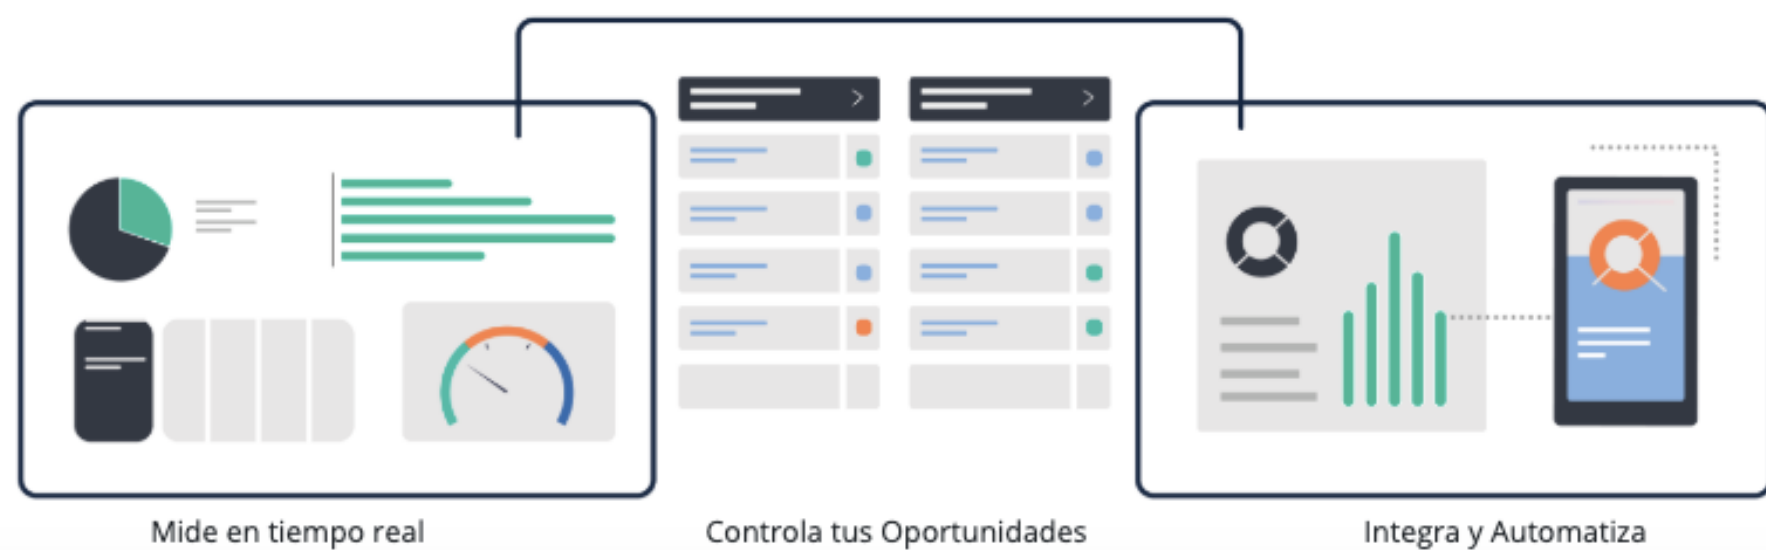 Mide en tiempo real
Controla tus Oportunidades
Integra y Automatiza